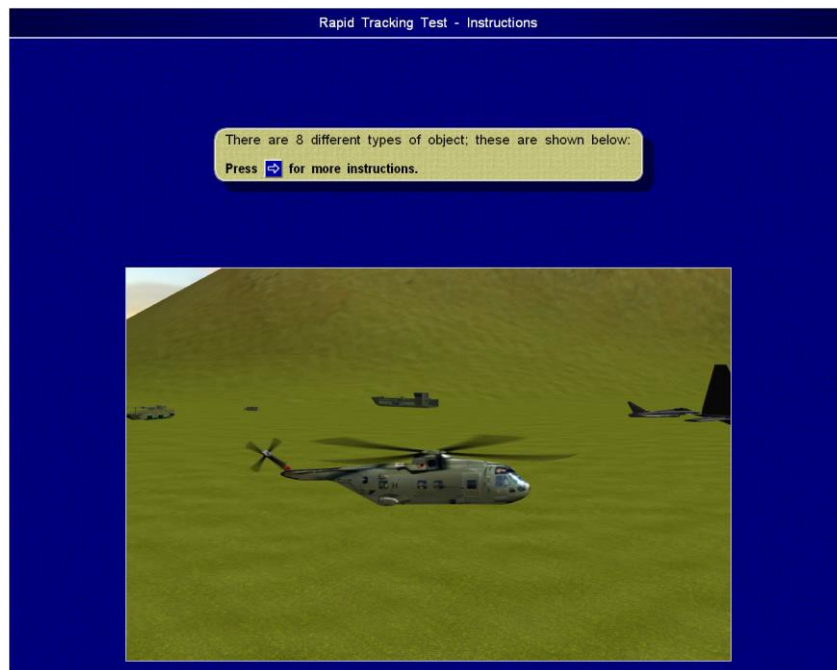 Rapid Tracking Test - Instructions
There are 8 different types of object; these are shown below:
Press ⇨ for more instructions.